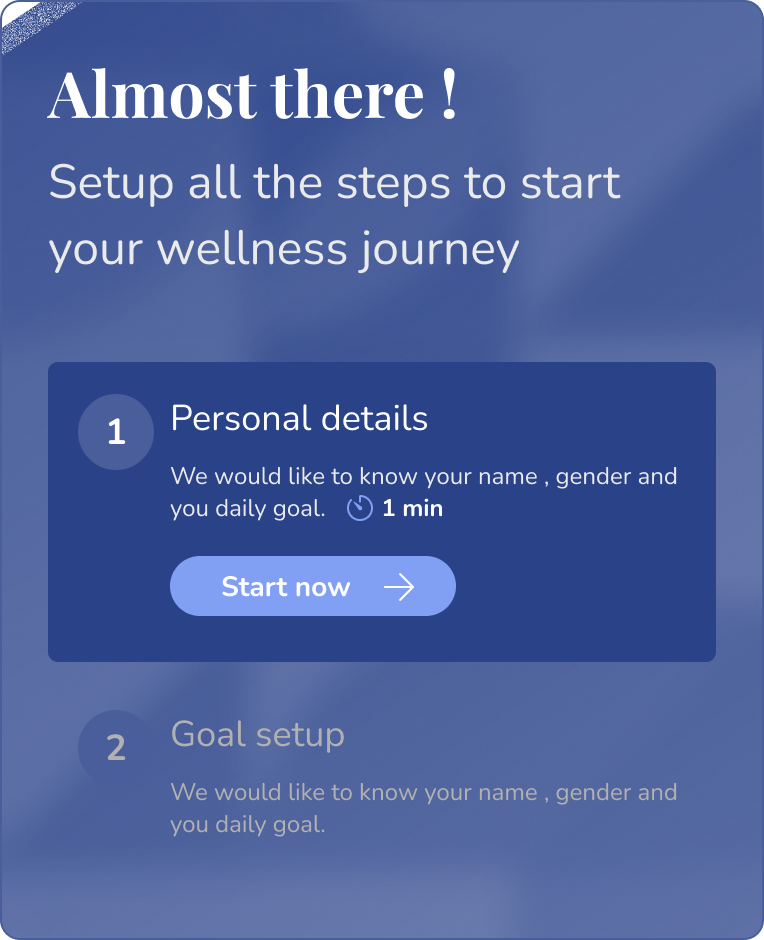 Almost there !
Setup all the steps to start
your wellness journey
1
Personal details
We would like to know your name , gender and
you daily goal. 1 min
Start now
2
Goal setup
We would like to know your name , gender and
you daily goal.